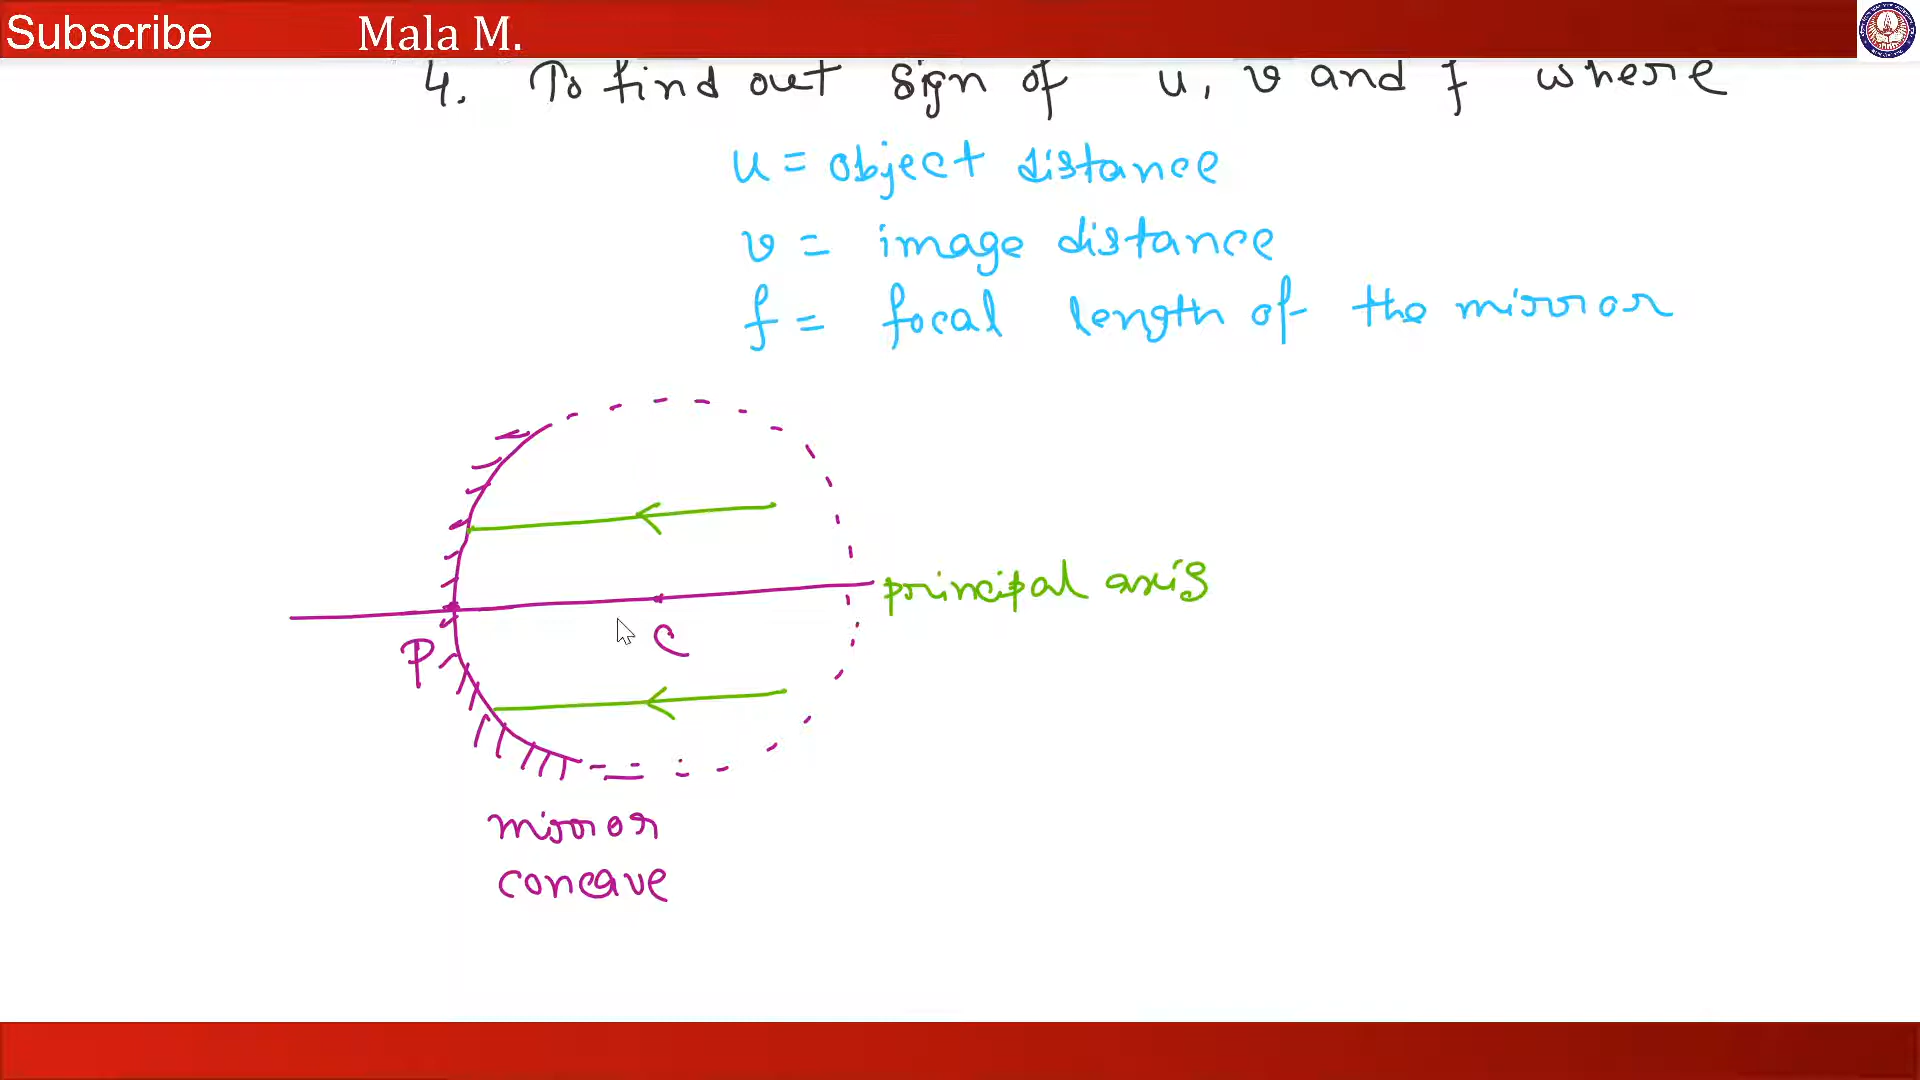 Subscribe
Mala M.
4. To find out sign of u, v and f where
u = object distance
v = image distance
f = focal length of the mirror
principal axis
C
P
mirror
concave